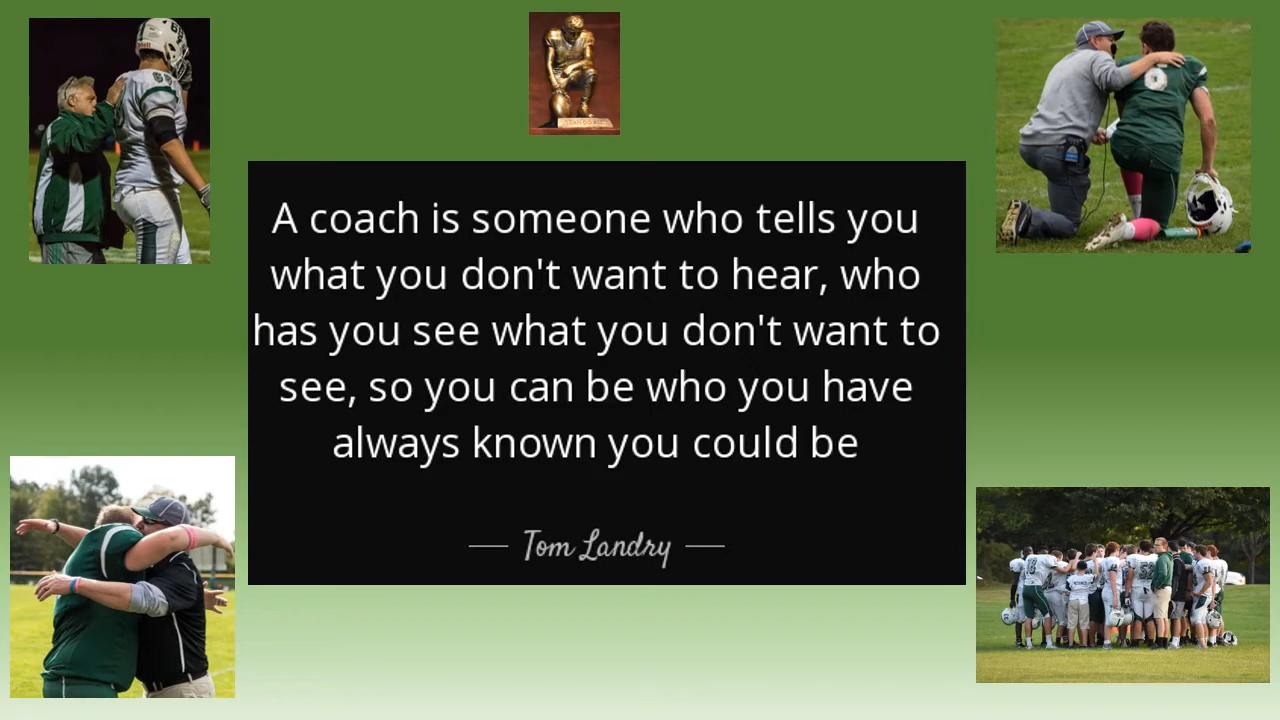 A coach is someone who tells you
what you don't want to hear, who
has you see what you don't want to
see, so you can be who you have
always known you could be
Tom Landry